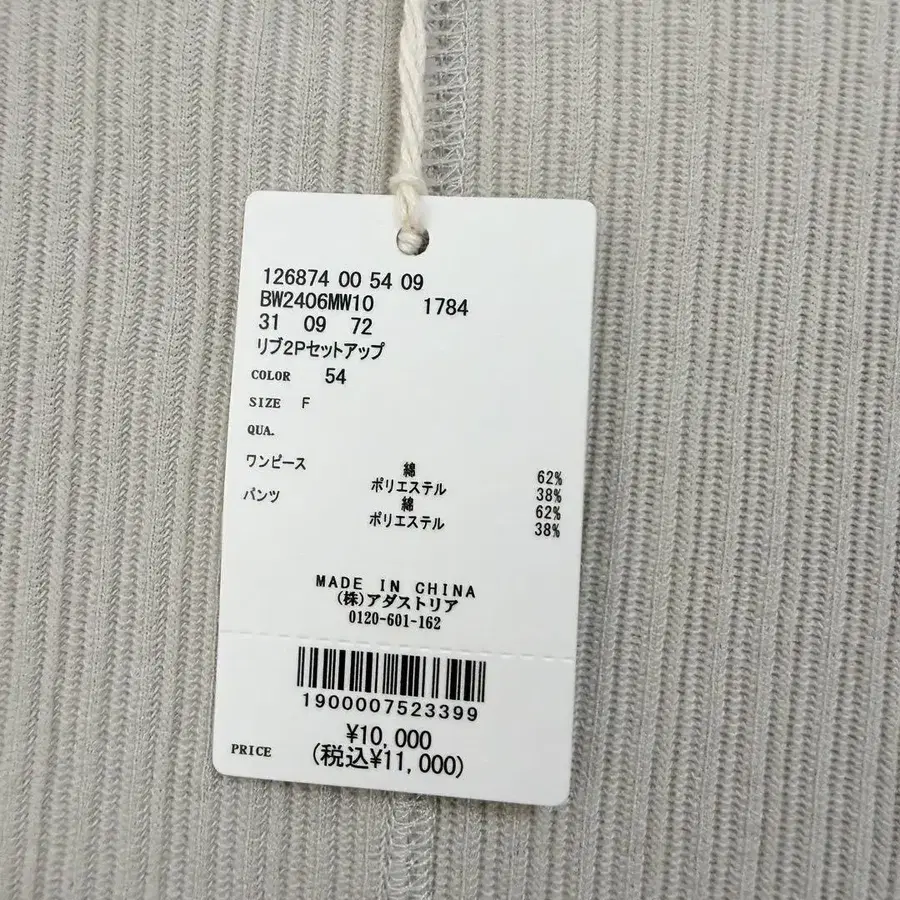 126874 00 54 09
BW2406MW10 1784
31 09 72
リブ2Pセットアップ
COLOR 54
SIZE F
QUA.
ワンピース 綿 62%
ポリエステル 38%
パンツ 綿 62%
ポリエステル 38%
MADE IN CHINA
(株)アダストリア
0120-601-162
1900007523399
¥10,000
PRICE (税込¥11,000)